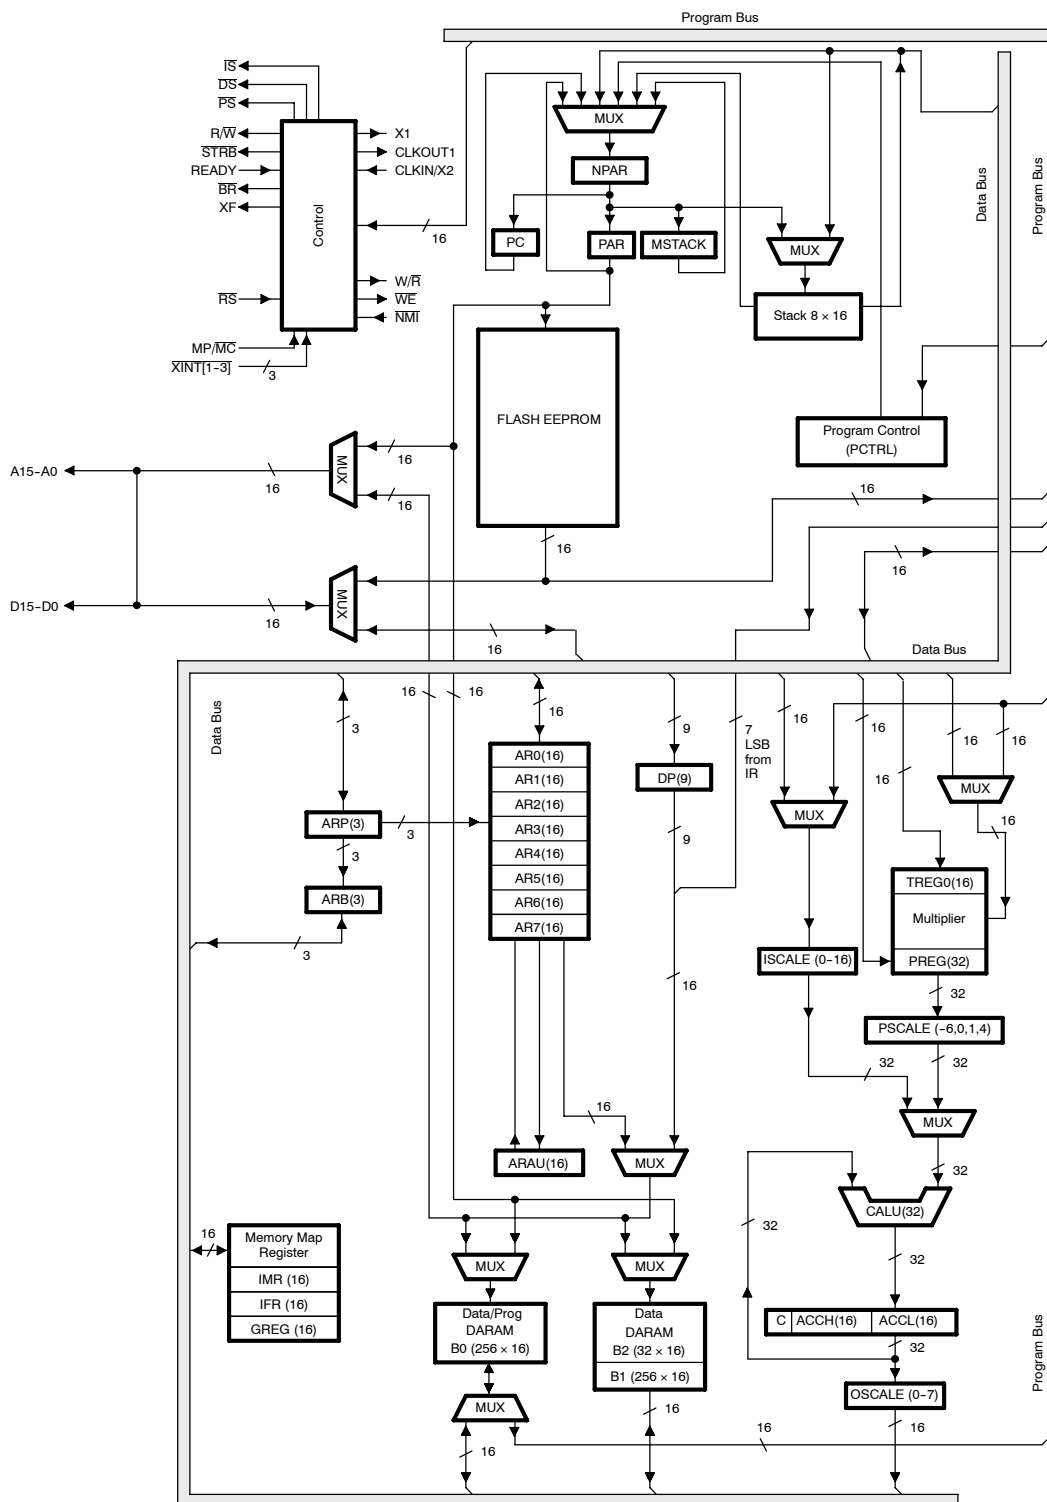 Program Bus
IS
DS
PS
R/W
STRB
READY
BR
XF
RS
MP/MC
XINT[1-3]
3
Control
X1
CLKOUT1
CLKIN/X2
16
W/R
WE
NMI
MUX
NPAR
PC
PAR
MSTACK
MUX
Stack 8 × 16
Data Bus
Program Bus
FLASH EEPROM
Program Control
(PCTRL)
A15-A0
16
MUX
16
16
16
16
16
D15-D0
16
MUX
16
Data Bus
Data Bus
3
16
16
16
9
7
LSB
from
IR
16
16
16
16
16
AR0(16)
AR1(16)
AR2(16)
AR3(16)
AR4(16)
AR5(16)
AR6(16)
AR7(16)
DP(9)
MUX
MUX
16
ARP(3)
3
3
9
ARB(3)
3
TREG0(16)
Multiplier
PREG(32)
ISCALE (0-16)
16
32
PSCALE (-6,0,1,4)
32
32
16
MUX
ARAU(16)
MUX
32
CALU(32)
32
32
16
Memory Map
Register
IMR (16)
IFR (16)
GREG (16)
MUX
MUX
Data/Prog
DARAM
B0 (256 × 16)
Data
DARAM
B2 (32 × 16)
B1 (256 × 16)
C
ACCH(16)
ACCL(16)
32
OSCALE (0-7)
MUX
16
16
16
16
Program Bus